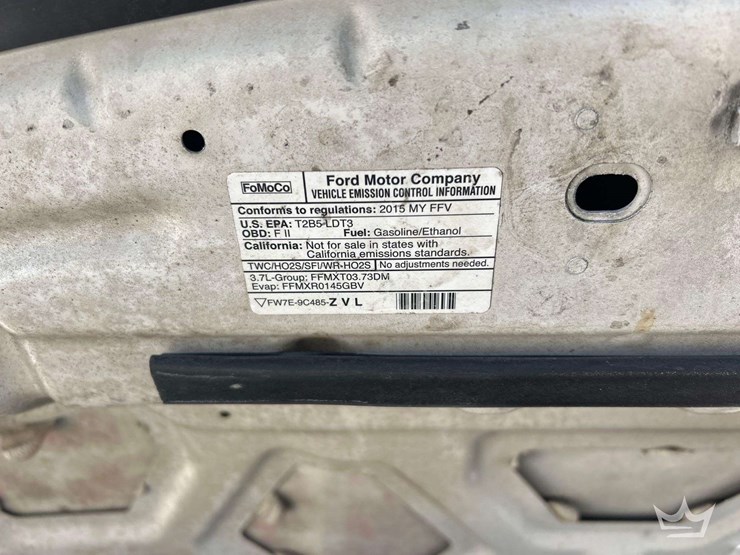 FoMoCo
Ford Motor Company
VEHICLE EMISSION CONTROL INFORMATION
Conforms to regulations: 2015 MY FFV
U.S. EPA: T2B5-LDT3
OBD: F II Fuel: Gasoline/Ethanol
California: Not for sale in states with
California emissions standards.
TWC/HO2S/SFI/WR-HO2S No adjustments needed.
3.7L-Group: FFMXT03.73DM
Evap: FFMXR0145GBV
FW7E-9C485-Z V L